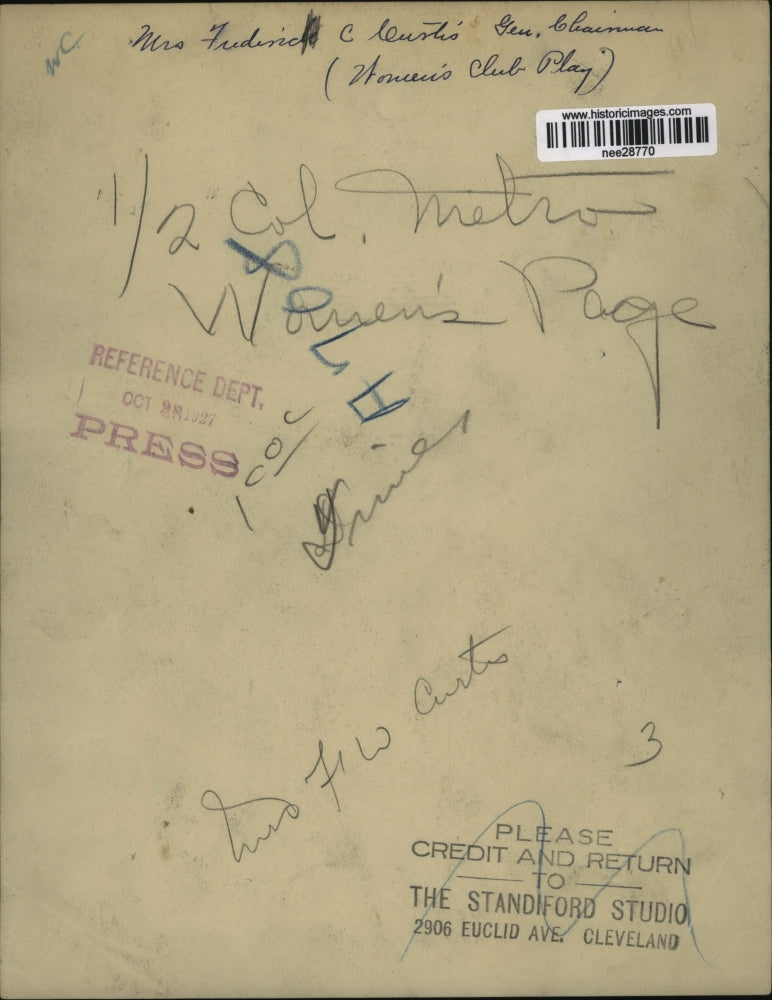 W.C.
Mrs Frederick C Curtis Gen. Chairman
(Women's Club Play)
www.historicimages.com
nee28770
1/2 Col. Metro
Women's Page
REFERENCE DEPT.
OCT 28 1927
PRESS
1 col
Mrs F W Curtis
3
PLEASE
CREDIT AND RETURN
TO
THE STANDIFORD STUDIO
2906 EUCLID AVE. CLEVELAND